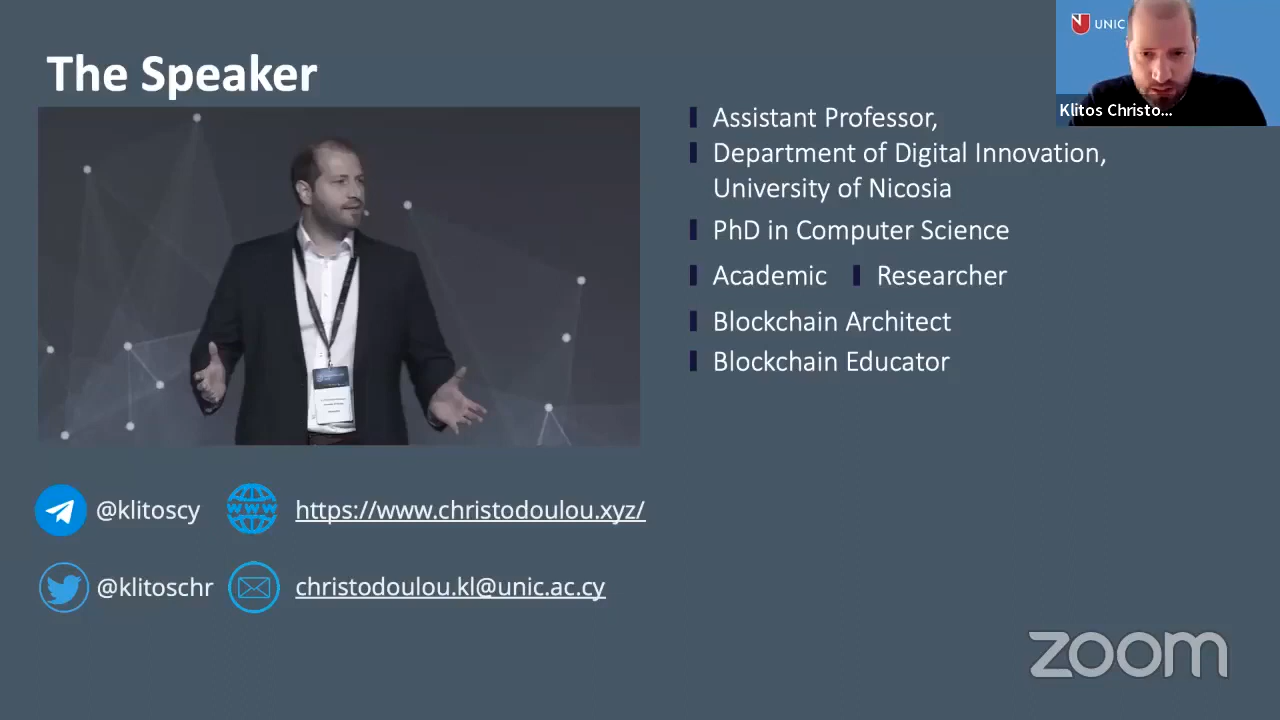 The Speaker
UNIC
Klitos Christo...
Assistant Professor,
Department of Digital Innovation,
University of Nicosia
PhD in Computer Science
Academic
Researcher
Blockchain Architect
Blockchain Educator
@klitoscy
www
https://www.christodoulou.xyz/
@klitoschr
christodoulou.kl@unic.ac.cy
zoom